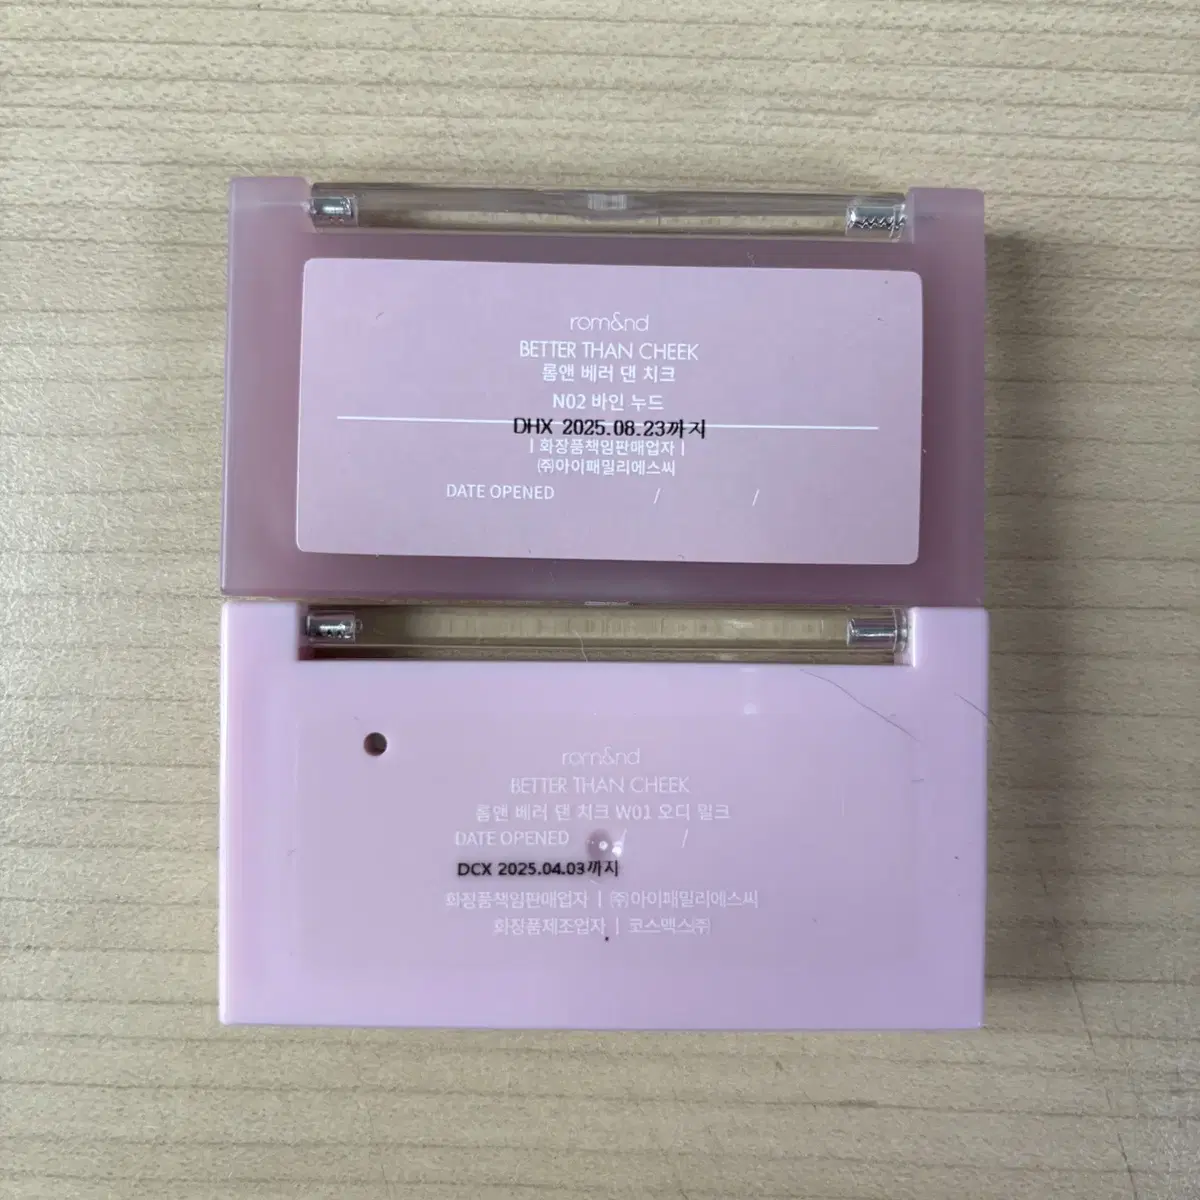 rom&nd
BETTER THAN CHEEK
롬앤 베러 댄 치크
N02 바인 누드
DHX 2025.08.23까지
| 화장품책임판매업자 |
㈜아이패밀리에스씨
DATE OPENED / /
rom&nd
BETTER THAN CHEEK
롬앤 베러 댄 치크 W01 오디 밀크
DATE OPENED / /
DCX 2025.04.03까지
화장품책임판매업자 | ㈜아이패밀리에스씨
화장품제조업자 | 코스맥스㈜